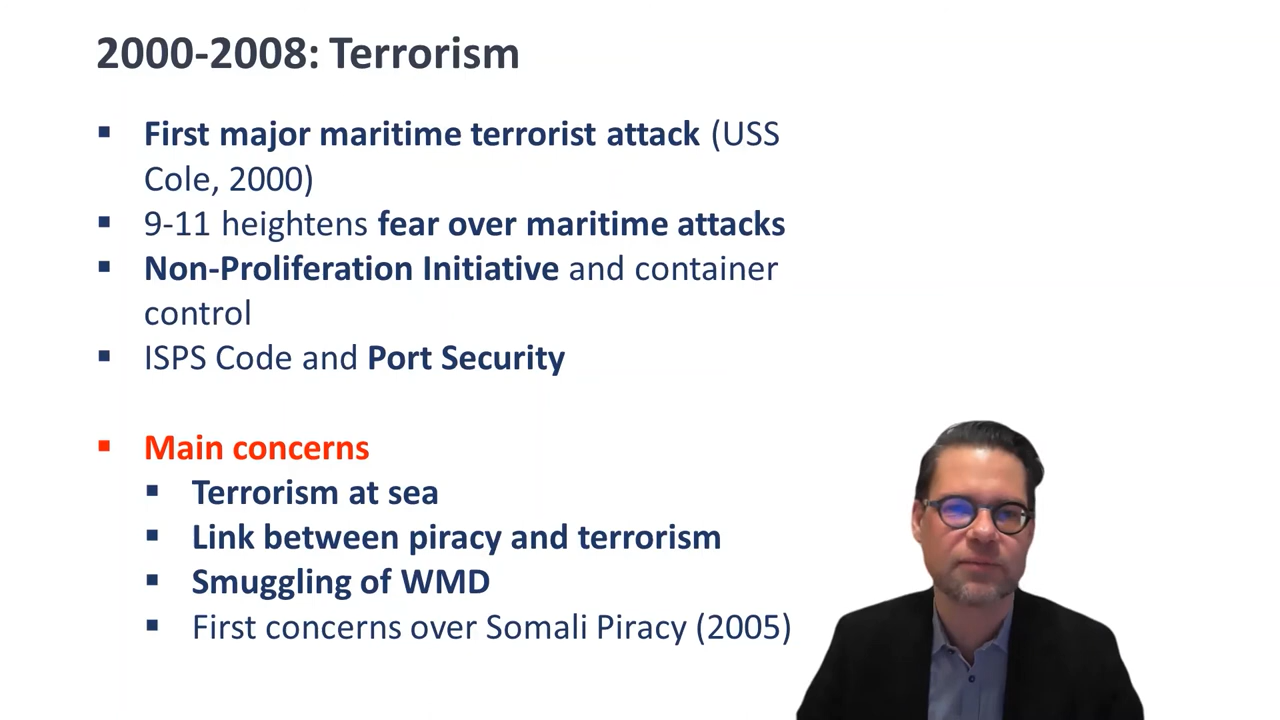 2000-2008: Terrorism
▪ First major maritime terrorist attack (USS
Cole, 2000)
▪ 9-11 heightens fear over maritime attacks
▪ Non-Proliferation Initiative and container
control
▪ ISPS Code and Port Security
▪ Main concerns
▪ Terrorism at sea
▪ Link between piracy and terrorism
▪ Smuggling of WMD
▪ First concerns over Somali Piracy (2005)